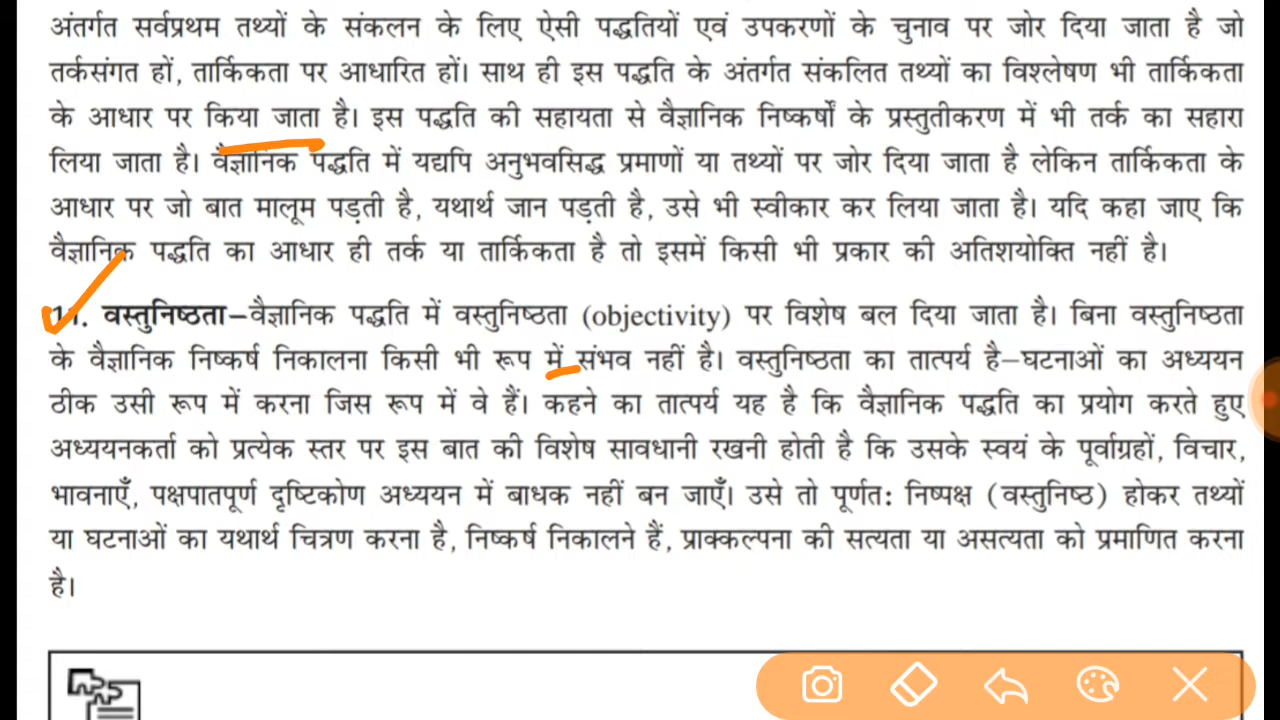 अंतर्गत सर्वप्रथम तथ्यों के संकलन के लिए ऐसी पद्धतियों एवं उपकरणों के चुनाव पर जोर दिया जाता है जो
तर्कसंगत हों, तार्किकता पर आधारित हों। साथ ही इस पद्धति के अंतर्गत संकलित तथ्यों का विश्लेषण भी तार्किकता
के आधार पर किया जाता है। इस पद्धति की सहायता से वैज्ञानिक निष्कर्षों के प्रस्तुतीकरण में भी तर्क का सहारा
लिया जाता है। वैज्ञानिक पद्धति में यद्यपि अनुभवसिद्ध प्रमाणों या तथ्यों पर जोर दिया जाता है लेकिन तार्किकता के
आधार पर जो बात मालूम पड़ती है, यथार्थ जान पड़ती है, उसे भी स्वीकार कर लिया जाता है। यदि कहा जाए कि
वैज्ञानिक पद्धति का आधार ही तर्क या तार्किकता है तो इसमें किसी भी प्रकार की अतिशयोक्ति नहीं है।
11. वस्तुनिष्ठता–वैज्ञानिक पद्धति में वस्तुनिष्ठता (objectivity) पर विशेष बल दिया जाता है। बिना वस्तुनिष्ठता
के वैज्ञानिक निष्कर्ष निकालना किसी भी रूप में संभव नहीं है। वस्तुनिष्ठता का तात्पर्य है–घटनाओं का अध्ययन
ठीक उसी रूप में करना जिस रूप में वे हैं। कहने का तात्पर्य यह है कि वैज्ञानिक पद्धति का प्रयोग करते हुए
अध्ययनकर्ता को प्रत्येक स्तर पर इस बात की विशेष सावधानी रखनी होती है कि उसके स्वयं के पूर्वाग्रहों, विचार,
भावनाएँ, पक्षपातपूर्ण दृष्टिकोण अध्ययन में बाधक नहीं बन जाएँ। उसे तो पूर्णत: निष्पक्ष (वस्तुनिष्ठ) होकर तथ्यों
या घटनाओं का यथार्थ चित्रण करना है, निष्कर्ष निकालने हैं, प्राक्कल्पना की सत्यता या असत्यता को प्रमाणित करना
है।